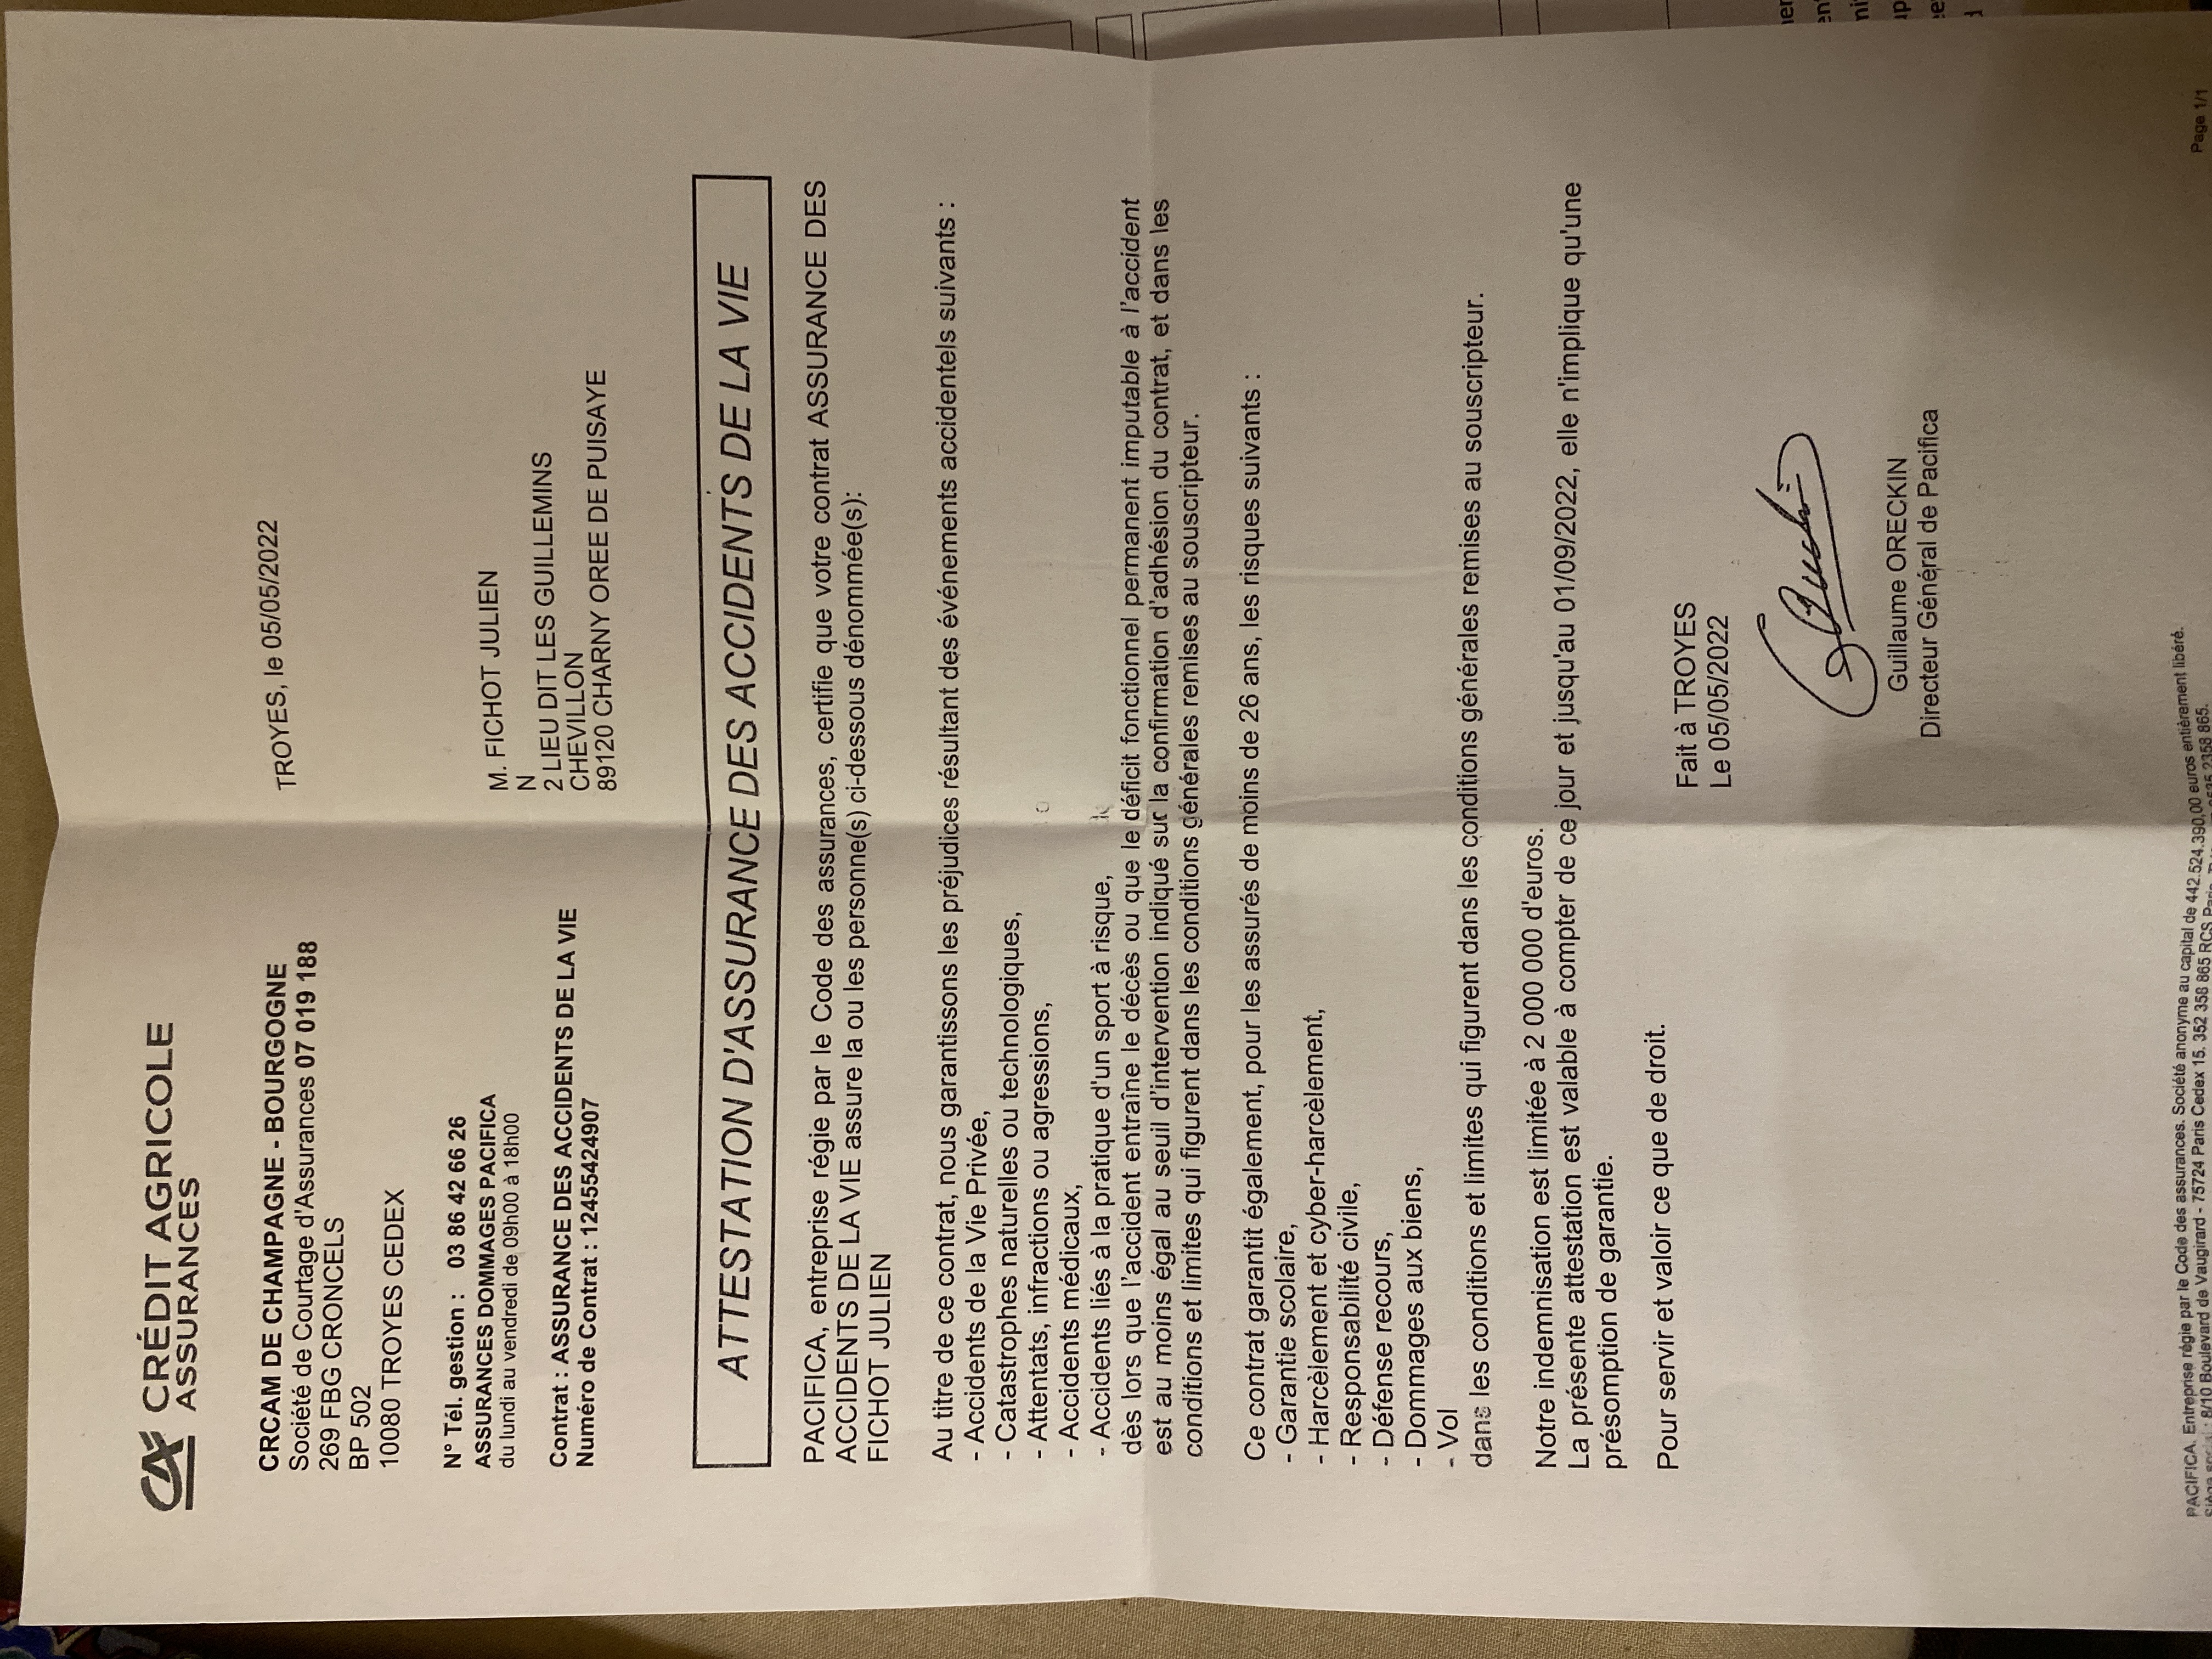 CRÉDIT AGRICOLE
ASSURANCES
CRCAM DE CHAMPAGNE - BOURGOGNE
Société de Courtage d'Assurances 07 019 188
269 FBG CRONCELS
BP 502
10080 TROYES CEDEX
TROYES, le 05/05/2022
N° Tél. gestion : 03 86 42 66 26
ASSURANCES DOMMAGES PACIFICA
du lundi au vendredi de 09h00 à 18h00
Contrat : ASSURANCE DES ACCIDENTS DE LA VIE
Numéro de Contrat : 12455424907
M. FICHOT JULIEN
N
2 LIEU DIT LES GUILLEMINS
CHEVILLON
89120 CHARNY OREE DE PUISAYE
ATTESTATION D'ASSURANCE DES ACCIDENTS DE LA VIE
PACIFICA, entreprise régie par le Code des assurances, certifie que votre contrat ASSURANCE DES
ACCIDENTS DE LA VIE assure la ou les personne(s) ci-dessous dénommée(s):
FICHOT JULIEN
Au titre de ce contrat, nous garantissons les préjudices résultant des événements accidentels suivants :
- Accidents de la Vie Privée,
- Catastrophes naturelles ou technologiques,
- Attentats, infractions ou agressions,
- Accidents médicaux,
- Accidents liés à la pratique d'un sport à risque,
dès lors que l'accident entraîne le décès ou que le déficit fonctionnel permanent imputable à l'accident
est au moins égal au seuil d'intervention indiqué sur la confirmation d'adhésion du contrat, et dans les
conditions et limites qui figurent dans les conditions générales remises au souscripteur.
Ce contrat garantit également, pour les assurés de moins de 26 ans, les risques suivants :
- Garantie scolaire,
- Harcèlement et cyber-harcèlement,
- Responsabilité civile,
- Défense recours,
- Dommages aux biens,
- Vol
dans les conditions et limites qui figurent dans les conditions générales remises au souscripteur.
Notre indemnisation est limitée à 2 000 000 d'euros.
La présente attestation est valable à compter de ce jour et jusqu'au 01/09/2022, elle n'implique qu'une
présomption de garantie.
Pour servir et valoir ce que de droit.
Fait à TROYES
Le 05/05/2022
Guillaume ORECKIN
Directeur Général de Pacifica
PACIFICA. Entreprise régie par le Code des assurances. Société anonyme au capital de 442.524.390,00 euros entièrement libéré.
Siège social : 8/10 Boulevard de Vaugirard - 75724 Paris Cedex 15. 352 358 865 RCS Paris. 2358 865.
Page 1/1